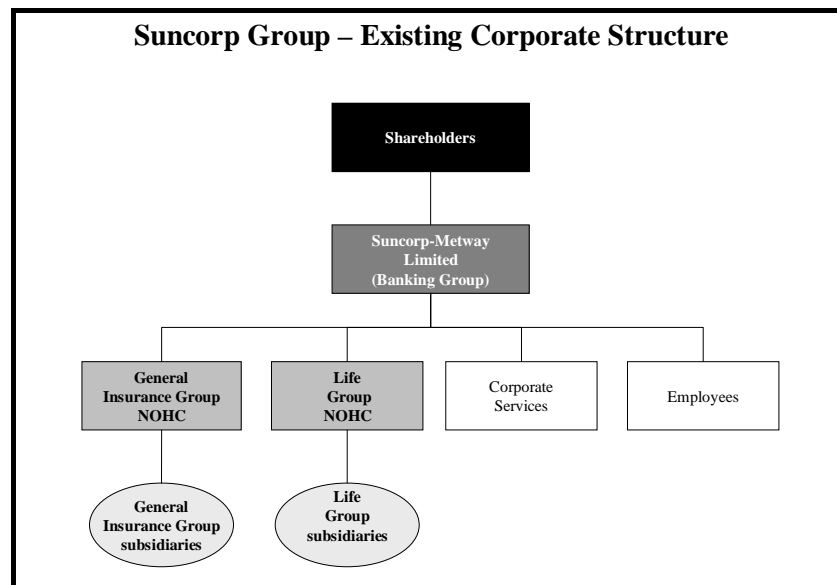 Suncorp Group – Existing Corporate Structure
Shareholders
Suncorp-Metway
Limited
(Banking Group)
General
Insurance Group
NOHC
Life
Group
NOHC
Corporate
Services
Employees
General
Insurance Group
subsidiaries
Life
Group
subsidiaries